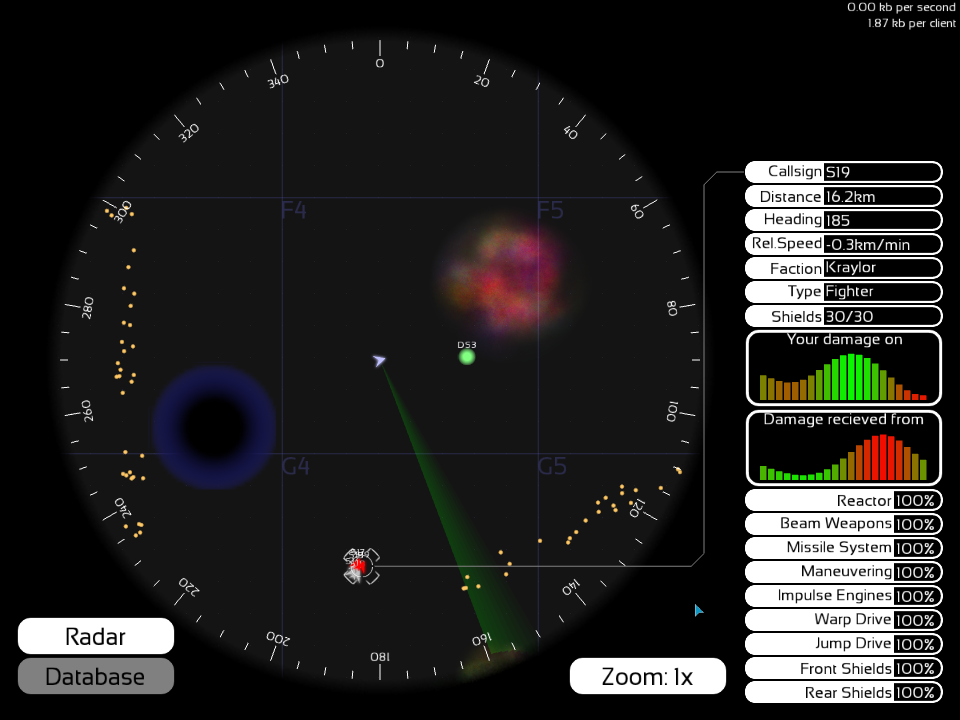 0.00 kb per second
1.87 kb per client
0
20
40
60
80
100
120
140
160
180
200
220
240
260
280
300
320
340
F4
F5
G4
G5
DS3
Callsign S19
Distance 16.2km
Heading 185
Rel.Speed -0.3km/min
Faction Kraylor
Type Fighter
Shields 30/30
Your damage on
Damage recieved from
Reactor 100%
Beam Weapons 100%
Missile System 100%
Maneuvering 100%
Impulse Engines 100%
Warp Drive 100%
Jump Drive 100%
Front Shields 100%
Rear Shields 100%
Radar
Database
Zoom: 1x